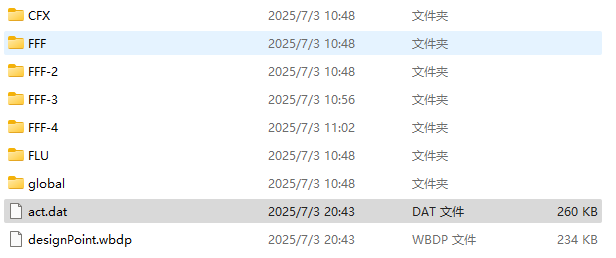 CFX 2025/7/3 10:48 文件夹
FFF 2025/7/3 10:48 文件夹
FFF-2 2025/7/3 10:48 文件夹
FFF-3 2025/7/3 10:56 文件夹
FFF-4 2025/7/3 11:02 文件夹
FLU 2025/7/3 10:48 文件夹
global 2025/7/3 10:48 文件夹
act.dat 2025/7/3 20:43 DAT 文件 260 KB
designPoint.wbdp 2025/7/3 20:43 WBDP 文件 234 KB